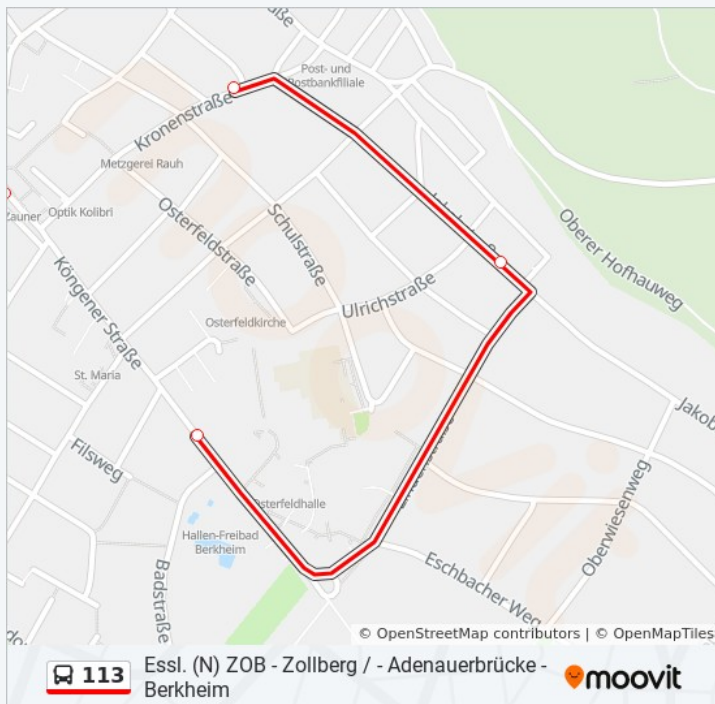 Straße
Post- und
Postbankfiliale
Kronenstraße
Metzgerei Rauh
Zauner
Optik Kolibri
Osterfeldstraße
Schulstraße
Oberer Hofhauweg
Köngener Straße
Ulrichstraße
Osterfeldkirche
St. Maria
Jakob
Filsweg
Oberwiesenweg
Osterfeldhalle
Hallen-Freibad
Berkheim
Badstraße
Eschbacher Weg
© OpenStreetMap contributors | © OpenMapTiles
113
Essl. (N) ZOB - Zollberg / - Adenauerbrücke -
Berkheim
moovit